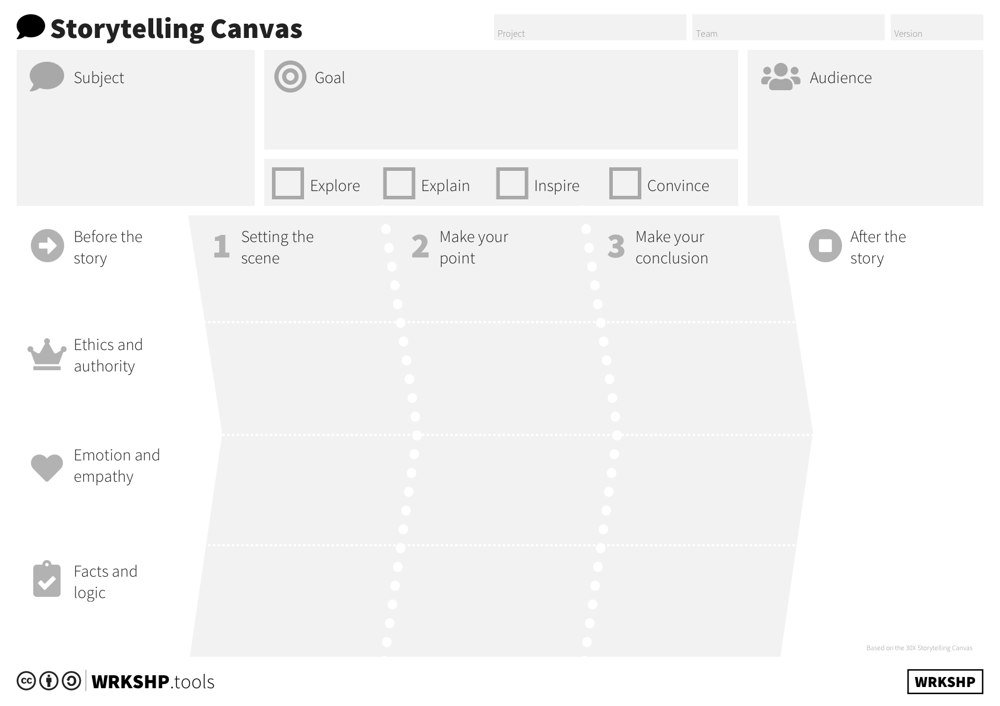 Storytelling Canvas
Project
Team
Version
Subject
Goal
Audience
Explore
Explain
Inspire
Convince
Before the
story
1
Setting the
scene
2
Make your
point
3
Make your
conclusion
After the
story
Ethics and
authority
Emotion and
empathy
Facts and
logic
Based on the 30X Storytelling Canvas
cc
WRKSHP.tools
WRKSHP